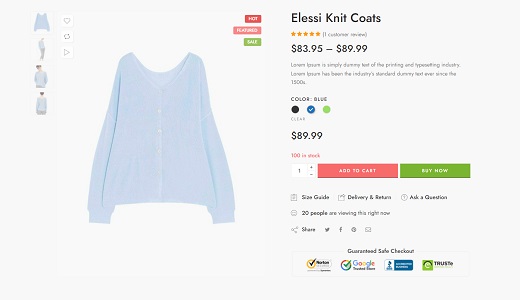 HOT
FEATURED
SALE
Elessi Knit Coats
(1 customer review)
$83.95 – $89.99
Lorem Ipsum is simply dummy text of the printing and typesetting industry.
Lorem Ipsum has been the industry's standard dummy text ever since the
1500s.
COLOR: BLUE
CLEAR
$89.99
100 in stock
1
+
-
ADD TO CART
BUY NOW
Size Guide
Delivery & Return
Ask a Question
20 people are viewing this right now
Share
Guaranteed Safe Checkout
Norton
Google
Trusted Store
TRUSTe